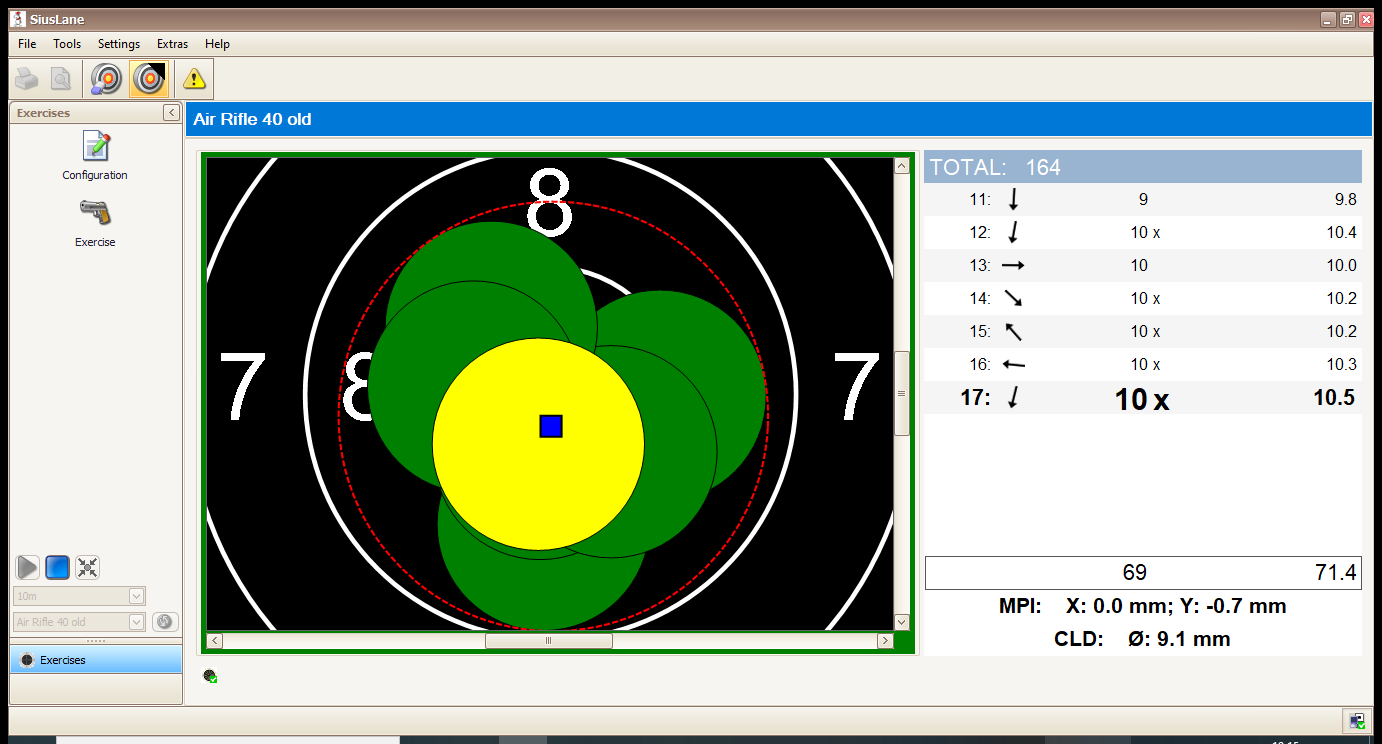 SiusLane
File Tools Settings Extras Help
Exercises
Configuration
Exercise
10m
Air Rifle 40 old
Exercises
Air Rifle 40 old
8
7 8 7
TOTAL: 164
11: 9 9.8
12: 10 x 10.4
13: 10 10.0
14: 10 x 10.2
15: 10 x 10.2
16: 10 x 10.3
17: 10 x 10.5
69 71.4
MPI: X: 0.0 mm; Y: -0.7 mm
CLD: Ø: 9.1 mm